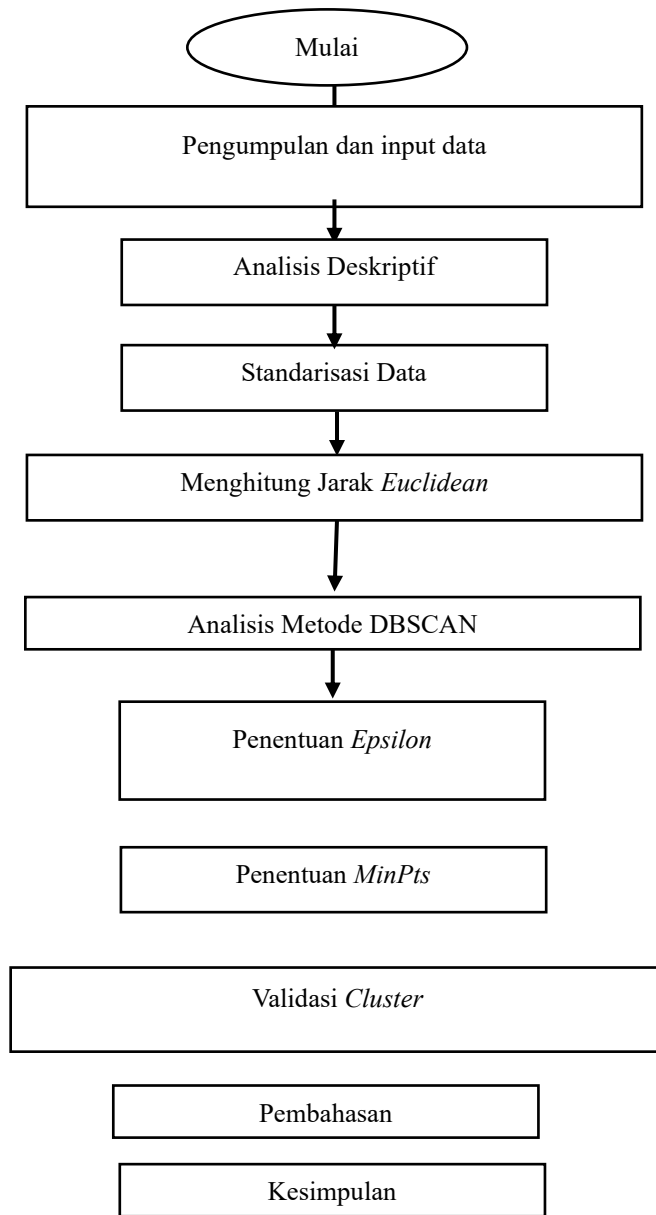 Mulai
Pengumpulan dan input data
Analisis Deskriptif
Standarisasi Data
Menghitung Jarak Euclidean
Analisis Metode DBSCAN
Penentuan Epsilon
Penentuan MinPts
Validasi Cluster
Pembahasan
Kesimpulan